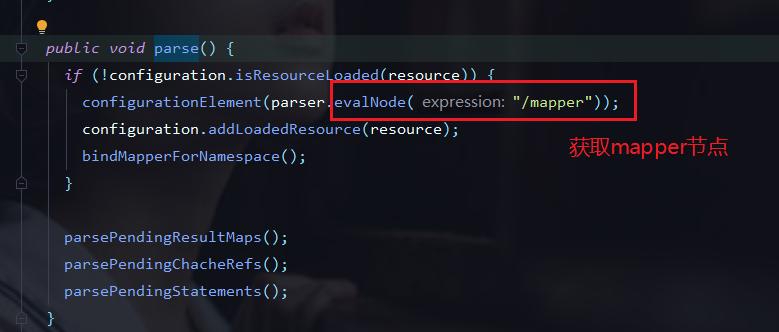 public void parse() {
if (!configuration.isResourceLoaded(resource)) {
configurationElement(parser.evalNode( expression: "/mapper"));
configuration.addLoadedResource(resource);
获取mapper节点
bindMapperForNamespace();
}
parsePendingResultMaps();
parsePendingChacheRefs();
parsePendingStatements();
}